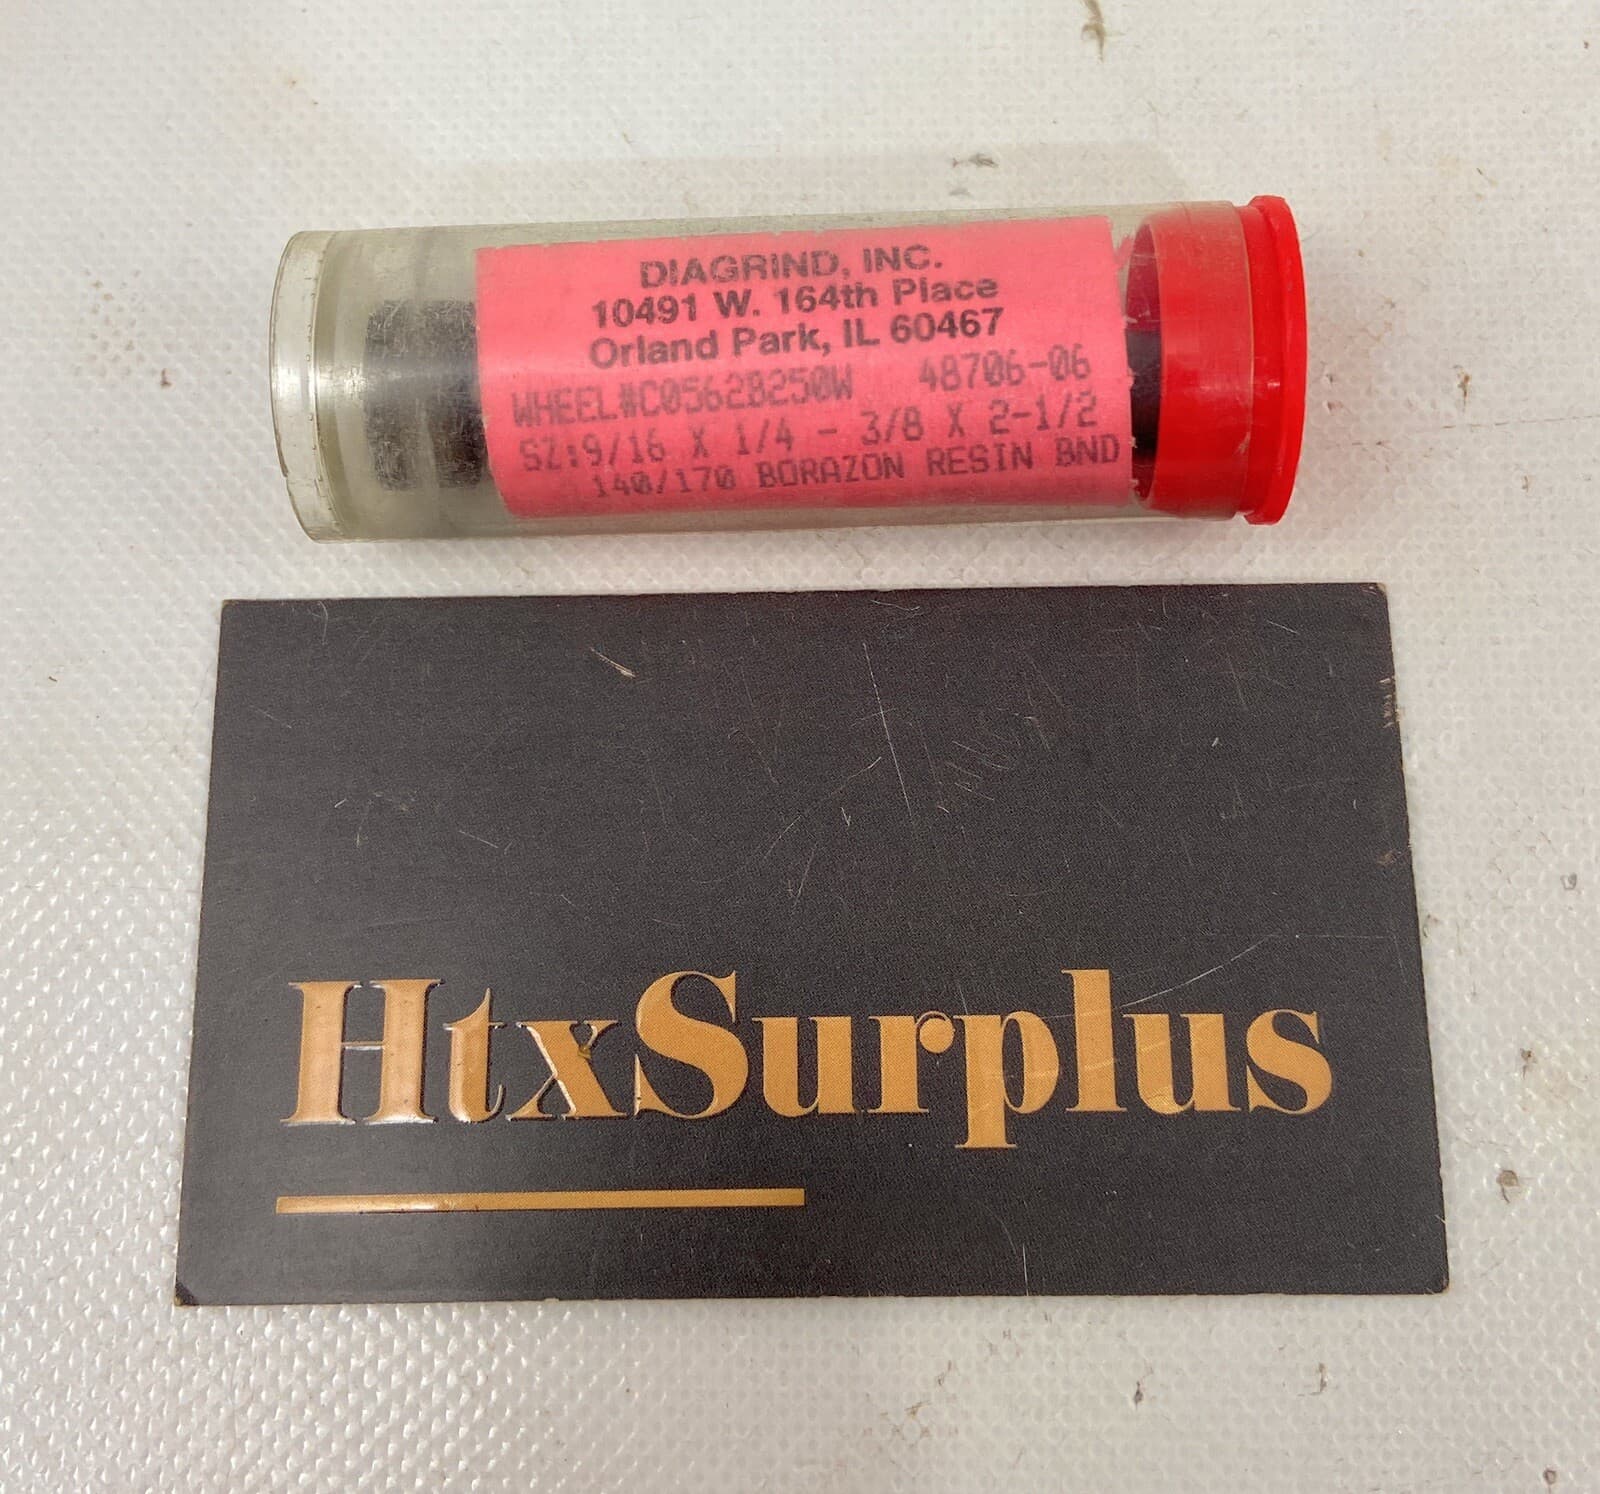 DIAGRIND, INC.
10491 W. 164th Place
Orland Park, IL 60467
WHEEL#C0562B250W 48706-06
SZ:9/16 X 1/4 - 3/8 X 2-1/2
140/170 BORAZON RESIN BND
HtxSurplus